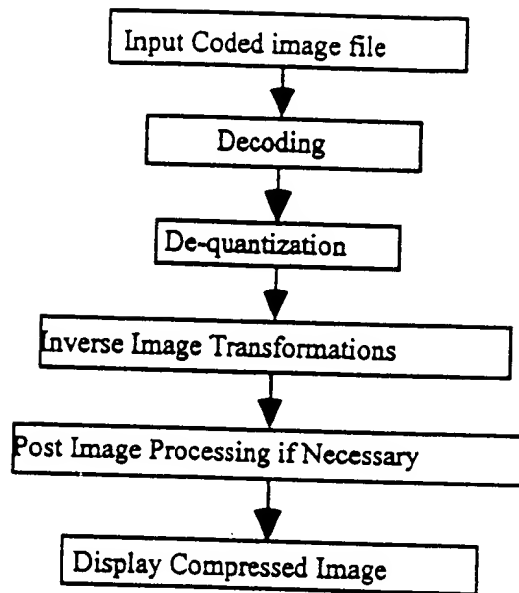 Input Coded image file
Decoding
De-quantization
Inverse Image Transformations
Post Image Processing if Necessary
Display Compressed Image